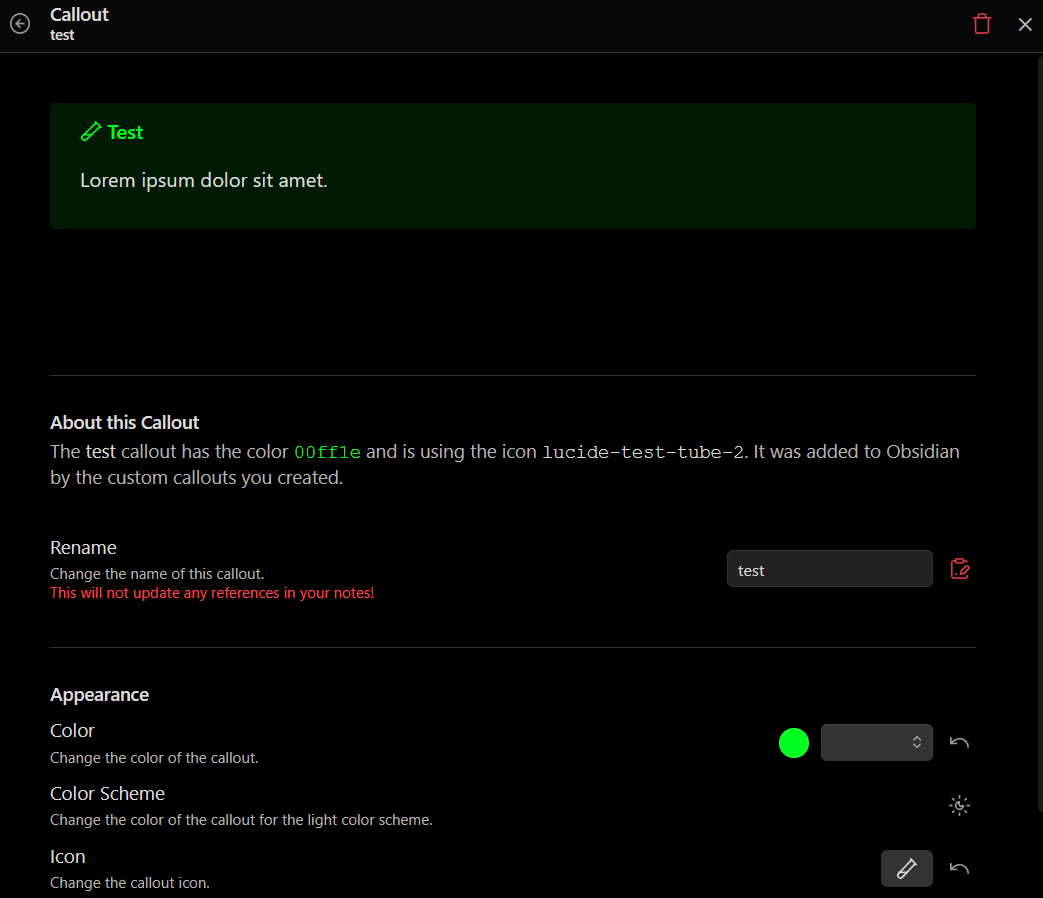 Callout
test
Test
Lorem ipsum dolor sit amet.
About this Callout
The test callout has the color 00ff1e and is using the icon lucide-test-tube-2. It was added to Obsidian
by the custom callouts you created.
Rename
Change the name of this callout.
This will not update any references in your notes!
test
Appearance
Color
Change the color of the callout.
Color Scheme
Change the color of the callout for the light color scheme.
Icon
Change the callout icon.